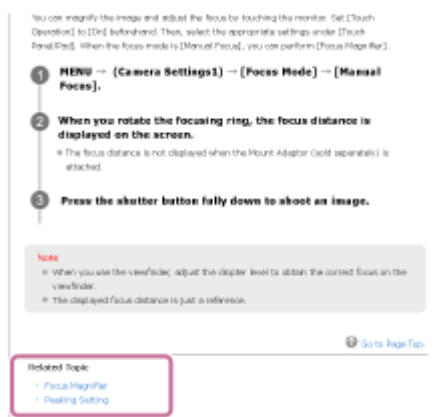 You can magnify the image and adjust the focus by touching the monitor. Set [Touch
Operation] to [On] beforehand. Then, select the appropriate settings under [Touch
Panel/Pad]. When the focus mode is [Manual Focus], you can perform [Focus Magnifier].
1 MENU → (Camera Settings1) → [Focus Mode] → [Manual
Focus].
2 When you rotate the focusing ring, the focus distance is
displayed on the screen.
The focus distance is not displayed when the Mount Adaptor (sold separately) is
attached.
3 Press the shutter button fully down to shoot an image.
Note
When you use the viewfinder, adjust the diopter level to obtain the correct focus on the
viewfinder.
The displayed focus distance is just a reference.
Go to Page Top
Related Topic
Focus Magnifier
Peaking Setting